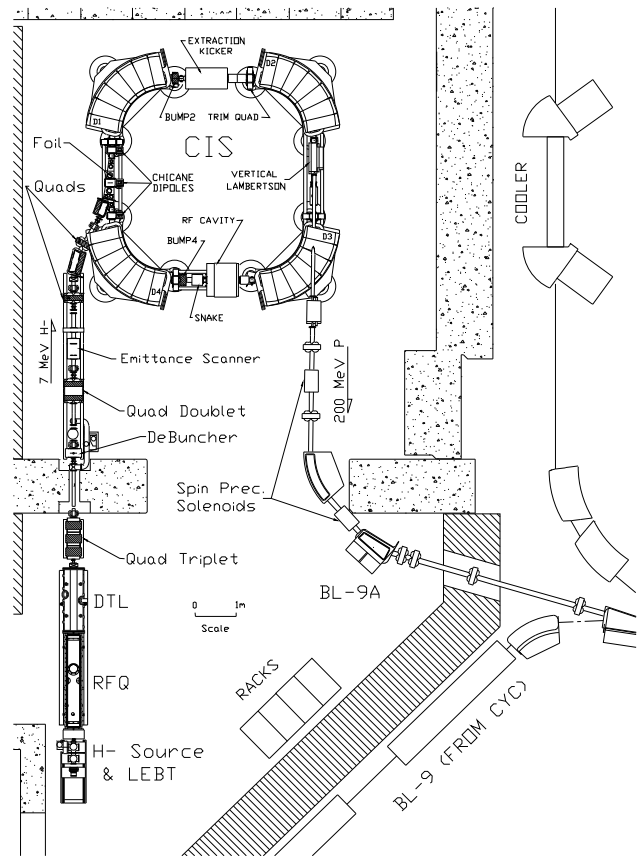 EXTRACTION
KICKER
D2
D1
BUMP2
TRIM QUAD
CIS
Foil
Quads
CHICANE
DIPOLES
VERTICAL
LAMBERTSON
COOLER
RF CAVITY
BUMP4
D3
D4
SNAKE
7 MeV H-
Emittance Scanner
200 MeV P
Quad Doublet
DeBuncher
Spin Prec.
Solenoids
Quad Triplet
BL-9A
DTL
0 1m
Scale
RFQ
RACKS
H- Source
& LEBT
BL-9 (FROM CYC)